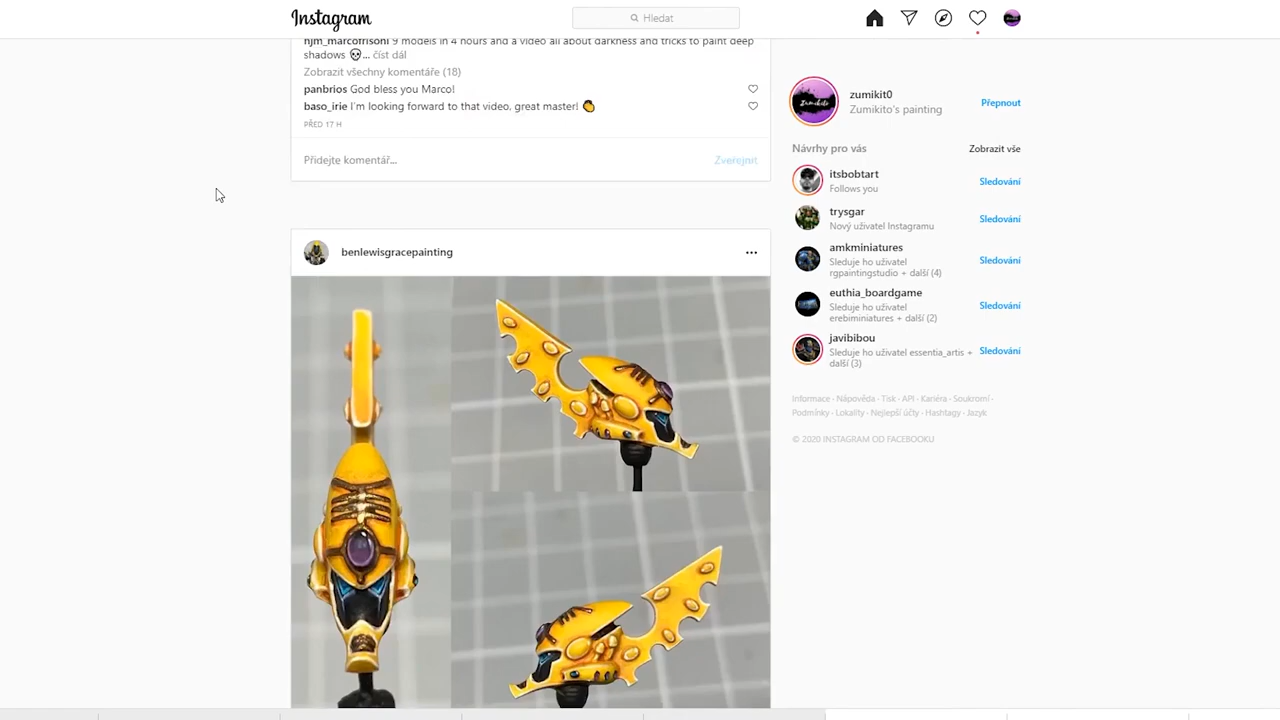 Instagram
Hledat
njm_marcofrisoni 9 models in 4 hours and a video all about darkness and tricks to paint deep
shadows 💀... číst dál
Zobrazit všechny komentáře (18)
panbrios God bless you Marco!
baso_irie I'm looking forward to that video, great master! 👏
PŘED 17 H
Přidejte komentář...
Zveřejnit
benlewisgracepainting
Zumikito
zumikit0
Zumikito's painting
Přepnout
Návrhy pro vás
Zobrazit vše
itsbobtart
Follows you
Sledování
trysgar
Nový uživatel Instagramu
Sledování
amkminiatures
Sleduje ho uživatel
rgpaintingstudio + další (4)
Sledování
euthia_boardgame
Sleduje ho uživatel
erebiminiatures + další (2)
Sledování
javibibou
Sleduje ho uživatel essentia_artis +
další (3)
Sledování
Informace · Nápověda · Tisk · API · Kariéra · Soukromí ·
Podmínky · Lokality · Nejlepší účty · Hashtagy · Jazyk
© 2020 INSTAGRAM OD FACEBOOKU